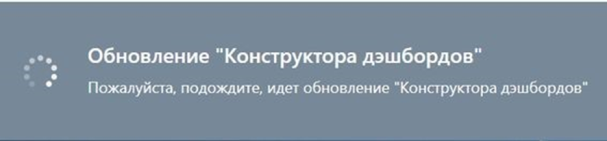 Обновление "Конструктора дэшбордов"
Пожалуйста, подождите, идет обновление "Конструктора дэшбордов"